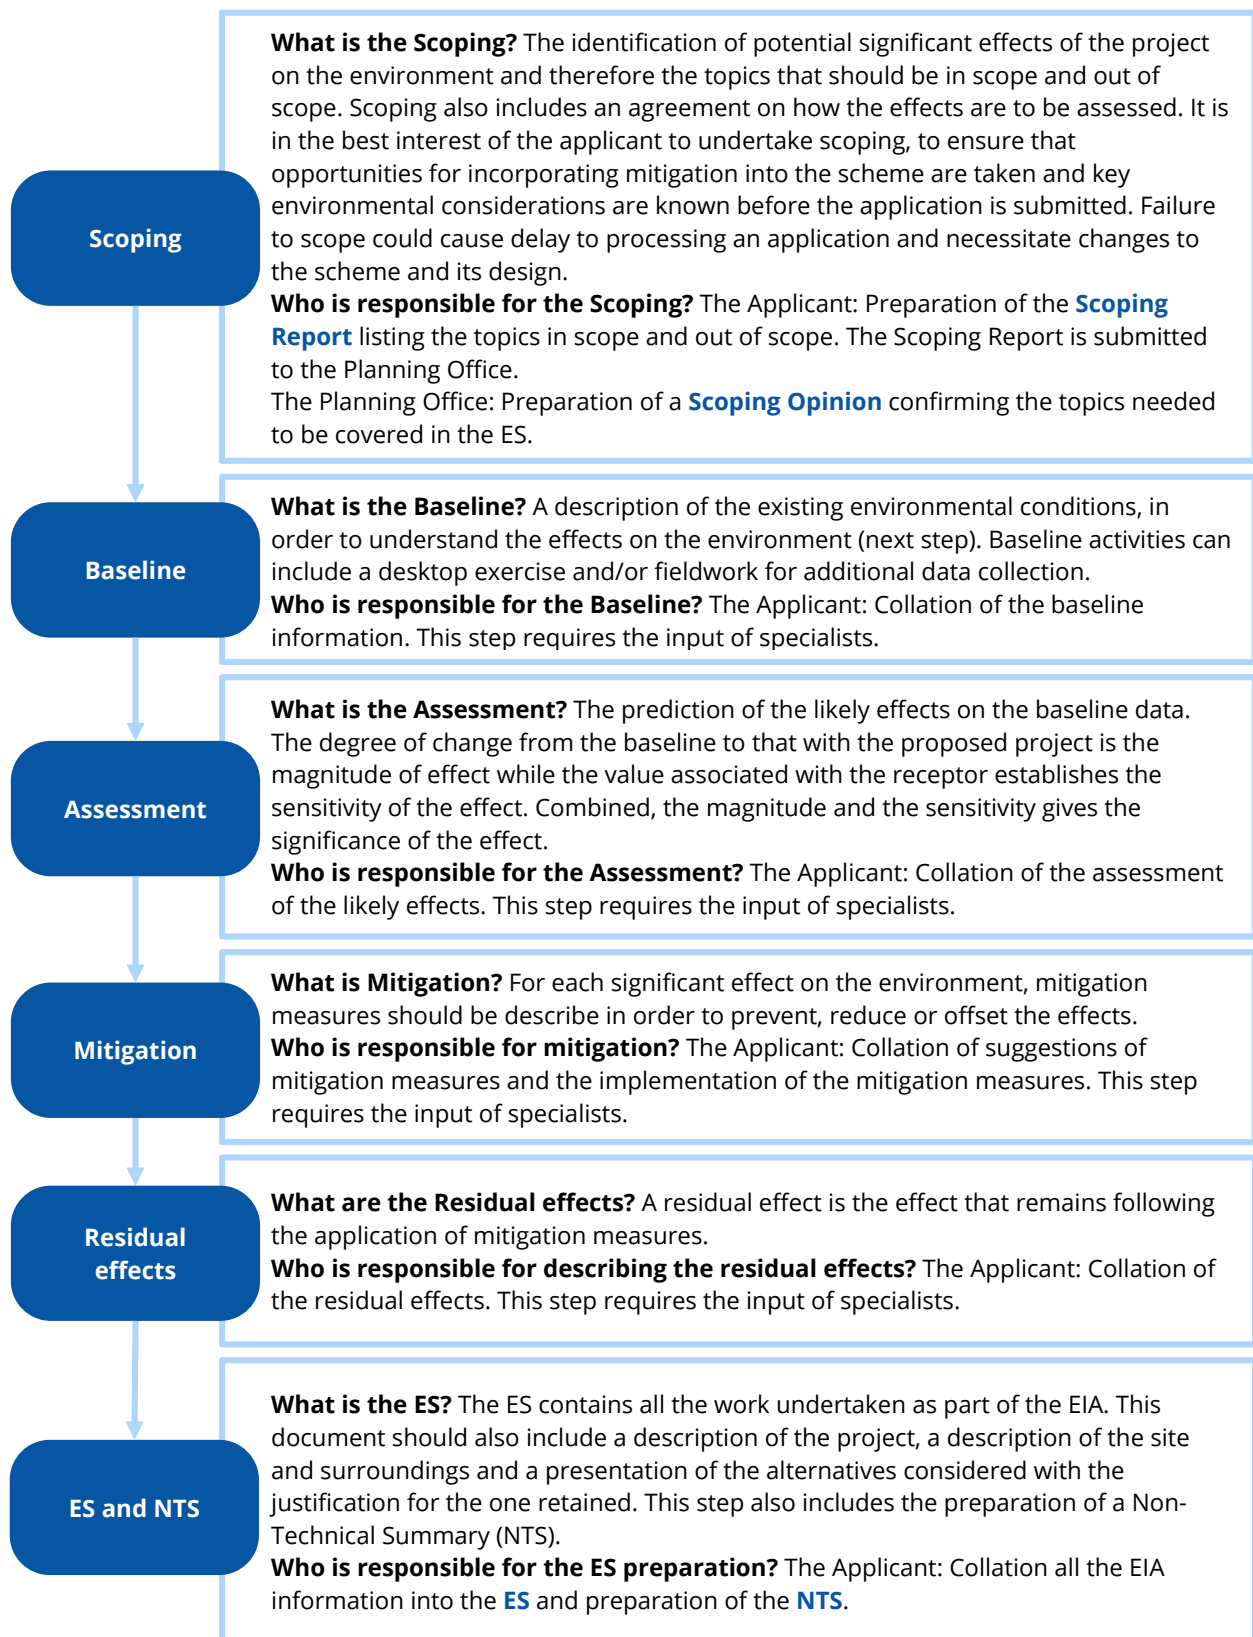 Scoping
What is the Scoping? The identification of potential significant effects of the project
on the environment and therefore the topics that should be in scope and out of
scope. Scoping also includes an agreement on how the effects are to be assessed. It is
in the best interest of the applicant to undertake scoping, to ensure that
opportunities for incorporating mitigation into the scheme are taken and key
environmental considerations are known before the application is submitted. Failure
to scope could cause delay to processing an application and necessitate changes to
the scheme and its design.
Who is responsible for the Scoping? The Applicant: Preparation of the Scoping
Report listing the topics in scope and out of scope. The Scoping Report is submitted
to the Planning Office.
The Planning Office: Preparation of a Scoping Opinion confirming the topics needed
to be covered in the ES.
Baseline
What is the Baseline? A description of the existing environmental conditions, in
order to understand the effects on the environment (next step). Baseline activities can
include a desktop exercise and/or fieldwork for additional data collection.
Who is responsible for the Baseline? The Applicant: Collation of the baseline
information. This step requires the input of specialists.
Assessment
What is the Assessment? The prediction of the likely effects on the baseline data.
The degree of change from the baseline to that with the proposed project is the
magnitude of effect while the value associated with the receptor establishes the
sensitivity of the effect. Combined, the magnitude and the sensitivity gives the
significance of the effect.
Who is responsible for the Assessment? The Applicant: Collation of the assessment
of the likely effects. This step requires the input of specialists.
Mitigation
What is Mitigation? For each significant effect on the environment, mitigation
measures should be describe in order to prevent, reduce or offset the effects.
Who is responsible for mitigation? The Applicant: Collation of suggestions of
mitigation measures and the implementation of the mitigation measures. This step
requires the input of specialists.
Residual
effects
What are the Residual effects? A residual effect is the effect that remains following
the application of mitigation measures.
Who is responsible for describing the residual effects? The Applicant: Collation of
the residual effects. This step requires the input of specialists.
ES and NTS
What is the ES? The ES contains all the work undertaken as part of the EIA. This
document should also include a description of the project, a description of the site
and surroundings and a presentation of the alternatives considered with the
justification for the one retained. This step also includes the preparation of a Non-
Technical Summary (NTS).
Who is responsible for the ES preparation? The Applicant: Collation all the EIA
information into the ES and preparation of the NTS.